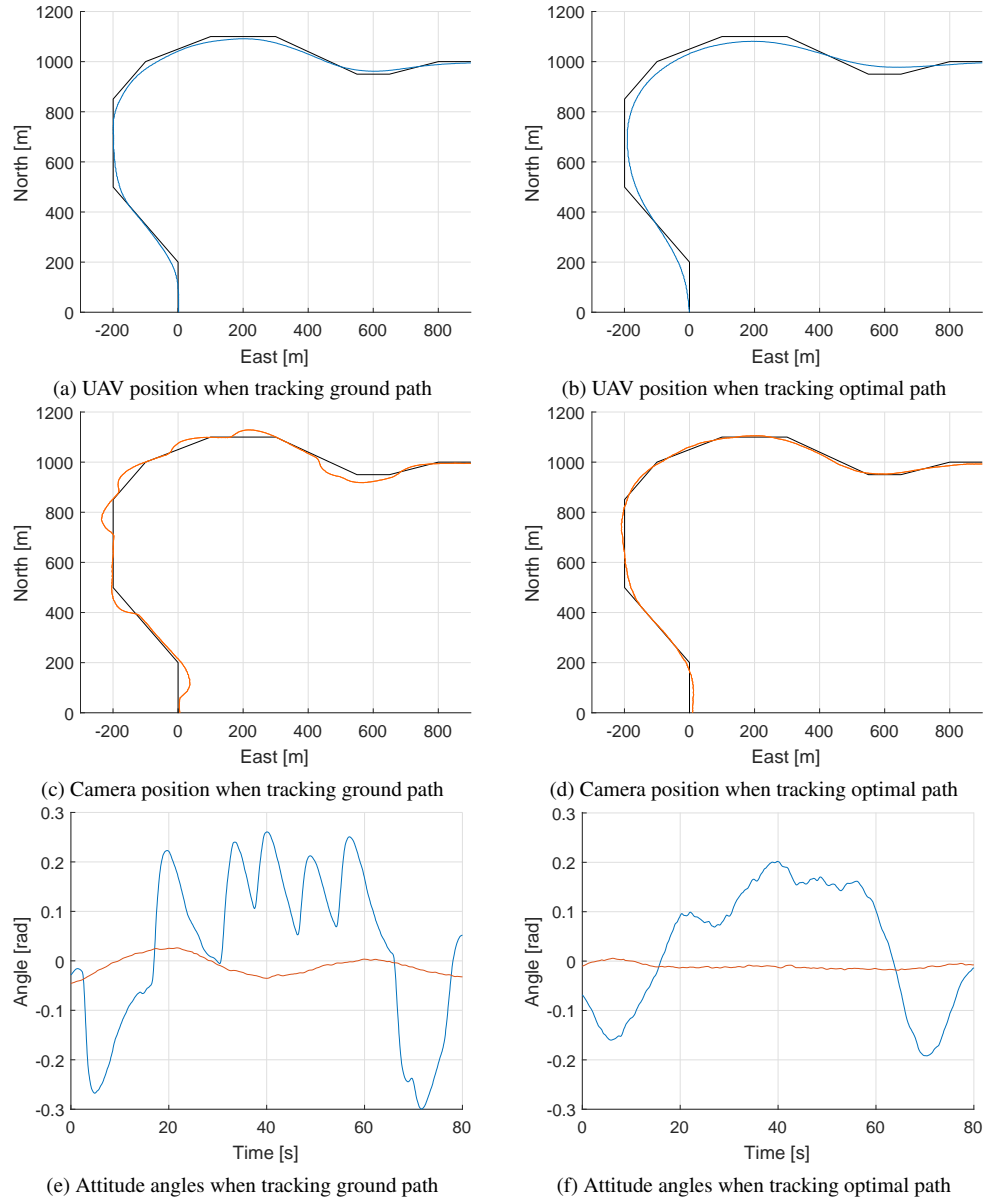 1200
1000
800
600
400
200
0
North [m]
-200 0 200 400 600 800
East [m]
(a) UAV position when tracking ground path
1200
1000
800
600
400
200
0
North [m]
-200 0 200 400 600 800
East [m]
(b) UAV position when tracking optimal path
1200
1000
800
600
400
200
0
North [m]
-200 0 200 400 600 800
East [m]
(c) Camera position when tracking ground path
1200
1000
800
600
400
200
0
North [m]
-200 0 200 400 600 800
East [m]
(d) Camera position when tracking optimal path
0.3
0.2
0.1
0
-0.1
-0.2
-0.3
Angle [rad]
0 20 40 60 80
Time [s]
(e) Attitude angles when tracking ground path
0.3
0.2
0.1
0
-0.1
-0.2
-0.3
Angle [rad]
0 20 40 60 80
Time [s]
(f) Attitude angles when tracking optimal path